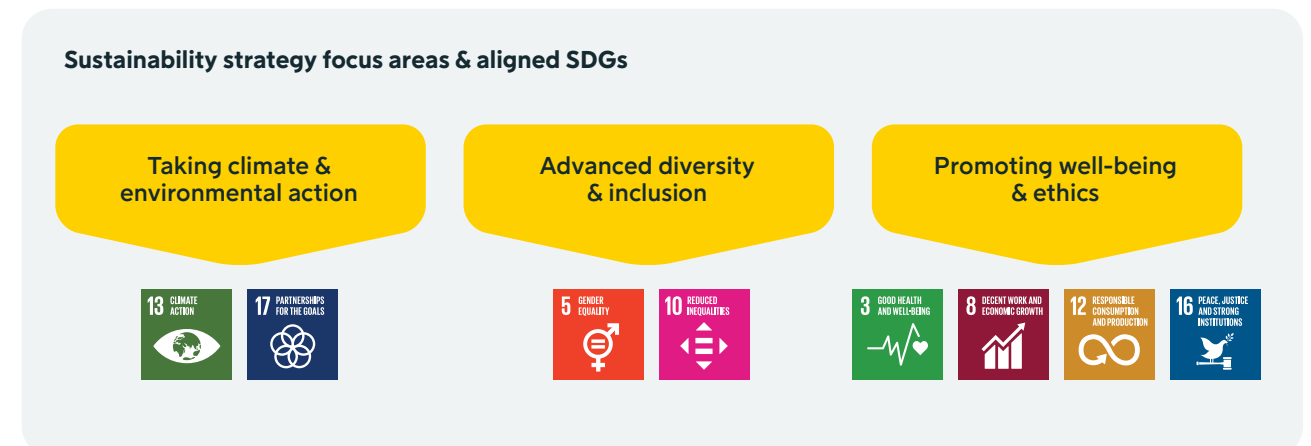 Sustainability strategy focus areas & aligned SDGs
Taking climate &
environmental action
Advanced diversity
& inclusion
Promoting well-being
& ethics
13 CLIMATE
ACTION
17 PARTNERSHIPS
FOR THE GOALS
5 GENDER
EQUALITY
10 REDUCED
INEQUALITIES
3 GOOD HEALTH
AND WELL-BEING
8 DECENT WORK AND
ECONOMIC GROWTH
12 RESPONSIBLE
CONSUMPTION
AND PRODUCTION
16 PEACE, JUSTICE
AND STRONG
INSTITUTIONS